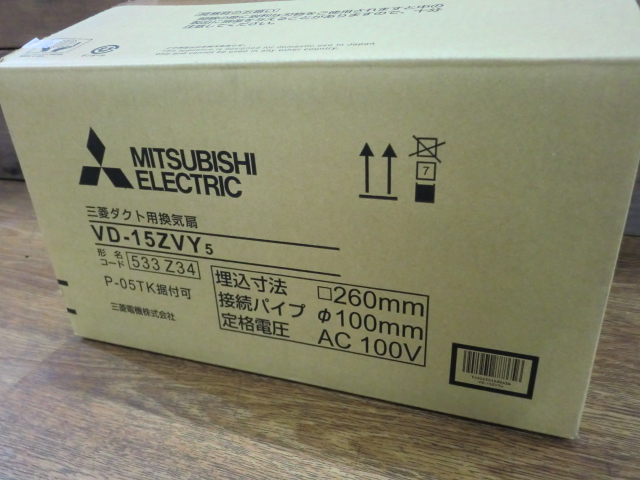 MITSUBISHI
ELECTRIC
7
三菱ダクト用換気扇
VD-15ZVY5
形名
コード 533 Z34
P-05TK据付可
三菱電機株式会社
埋込寸法 □260mm
接続パイプ φ100mm
定格電圧 AC 100V